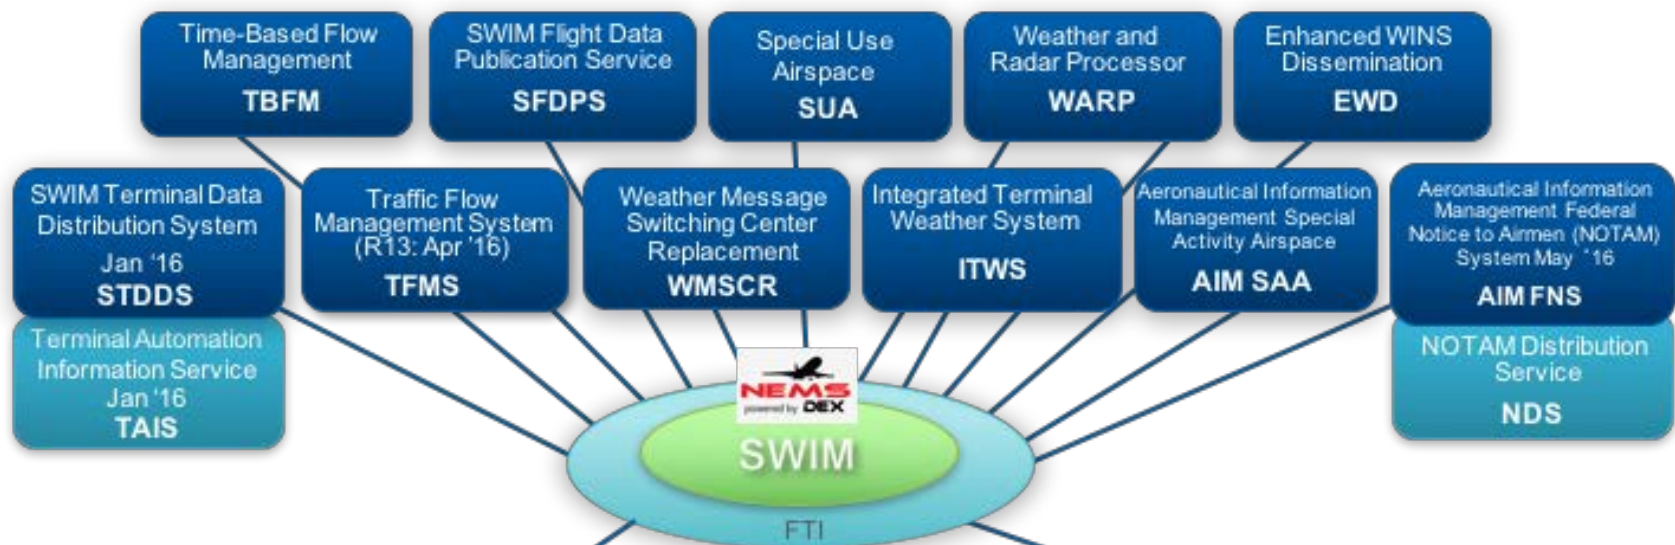 Time-Based Flow
Management
TBFM
SWIM Flight Data
Publication Service
SFDPS
Special Use
Airspace
SUA
Weather and
Radar Processor
WARP
Enhanced WINS
Dissemination
EWD
SWIM Terminal Data
Distribution System
Jan ‘16
STDDS
Traffic Flow
Management System
(R13: Apr ’16)
TFMS
Weather Message
Switching Center
Replacement
WMSCR
Integrated Terminal
Weather System
ITWS
Aeronautical Information
Management Special
Activity Airspace
AIM SAA
Aeronautical Information
Management Federal
Notice to Airmen (NOTAM)
System May ‘16
AIM FNS
Terminal Automation
Information Service
Jan ‘16
TAIS
NOTAM Distribution
Service
NDS
NEMS
powered by DEX
SWIM
FTI